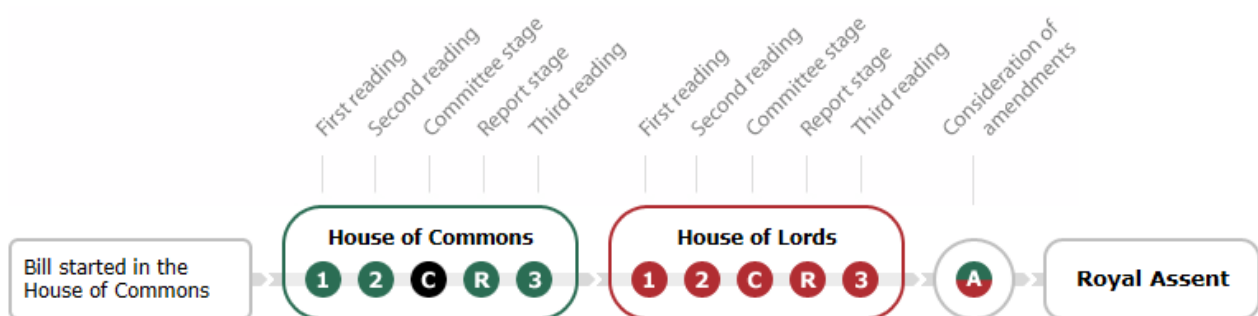 First reading
Second reading
Committee stage
Report stage
Third reading
First reading
Second reading
Committee stage
Report stage
Third reading
Consideration of
amendments
Bill started in the
House of Commons
House of Commons
1 2 C R 3
House of Lords
1 2 C R 3
A
Royal Assent